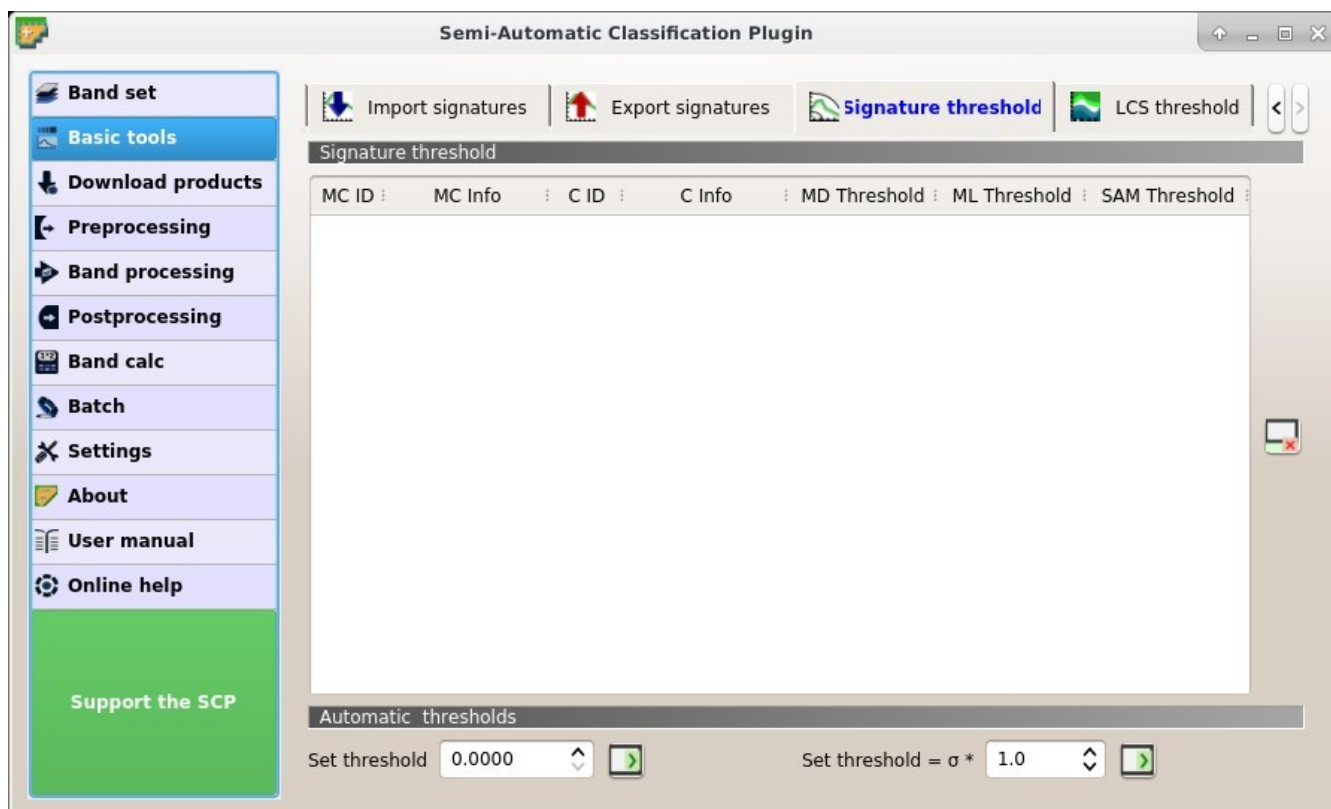 Semi-Automatic Classification Plugin
Band set
Basic tools
Download products
Preprocessing
Band processing
Postprocessing
Band calc
Batch
Settings
About
User manual
Online help
Support the SCP
Import signatures
Export signatures
Signature threshold
LCS threshold
Signature threshold
MC ID MC Info C ID C Info MD Threshold ML Threshold SAM Threshold
Automatic thresholds
Set threshold 0.0000 Set threshold = σ * 1.0